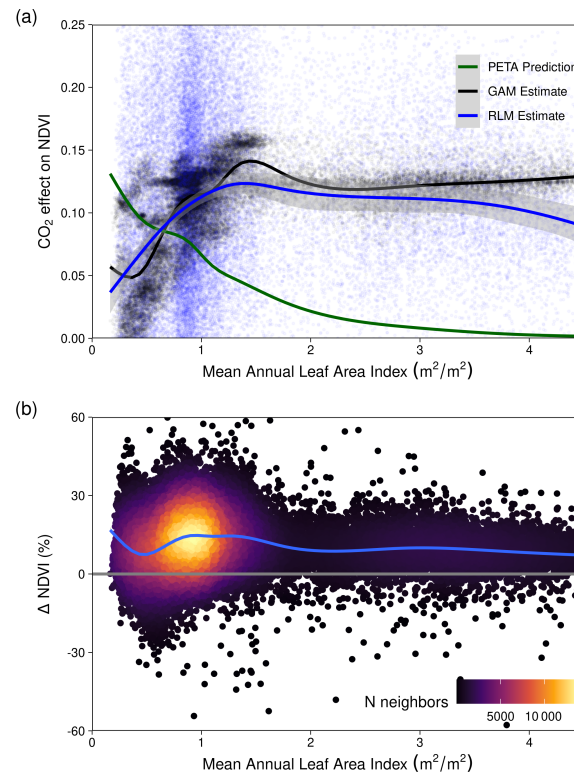 (a)
0.25
0.20
0.15
0.10
0.05
0.00
CO2 effect on NDVI
PETA Prediction
GAM Estimate
RLM Estimate
0 1 2 3 4
Mean Annual Leaf Area Index (m²/m²)
(b)
60
30
0
-30
-60
Δ NDVI (%)
N neighbors
5000 10 000
0 1 2 3 4
Mean Annual Leaf Area Index (m²/m²)